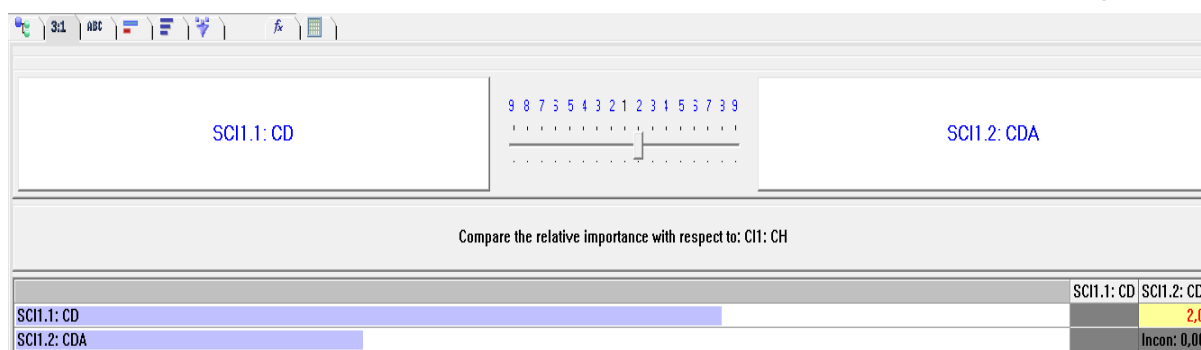 3:1 ABC fx
SCI1.1: CD
9 8 7 6 5 4 3 2 1 2 3 4 5 6 7 8 9
SCI1.2: CDA
Compare the relative importance with respect to: CI1: CH
SCI1.1: CD SCI1.2: CD
SCI1.1: CD 2,0
SCI1.2: CDA Incon: 0,00